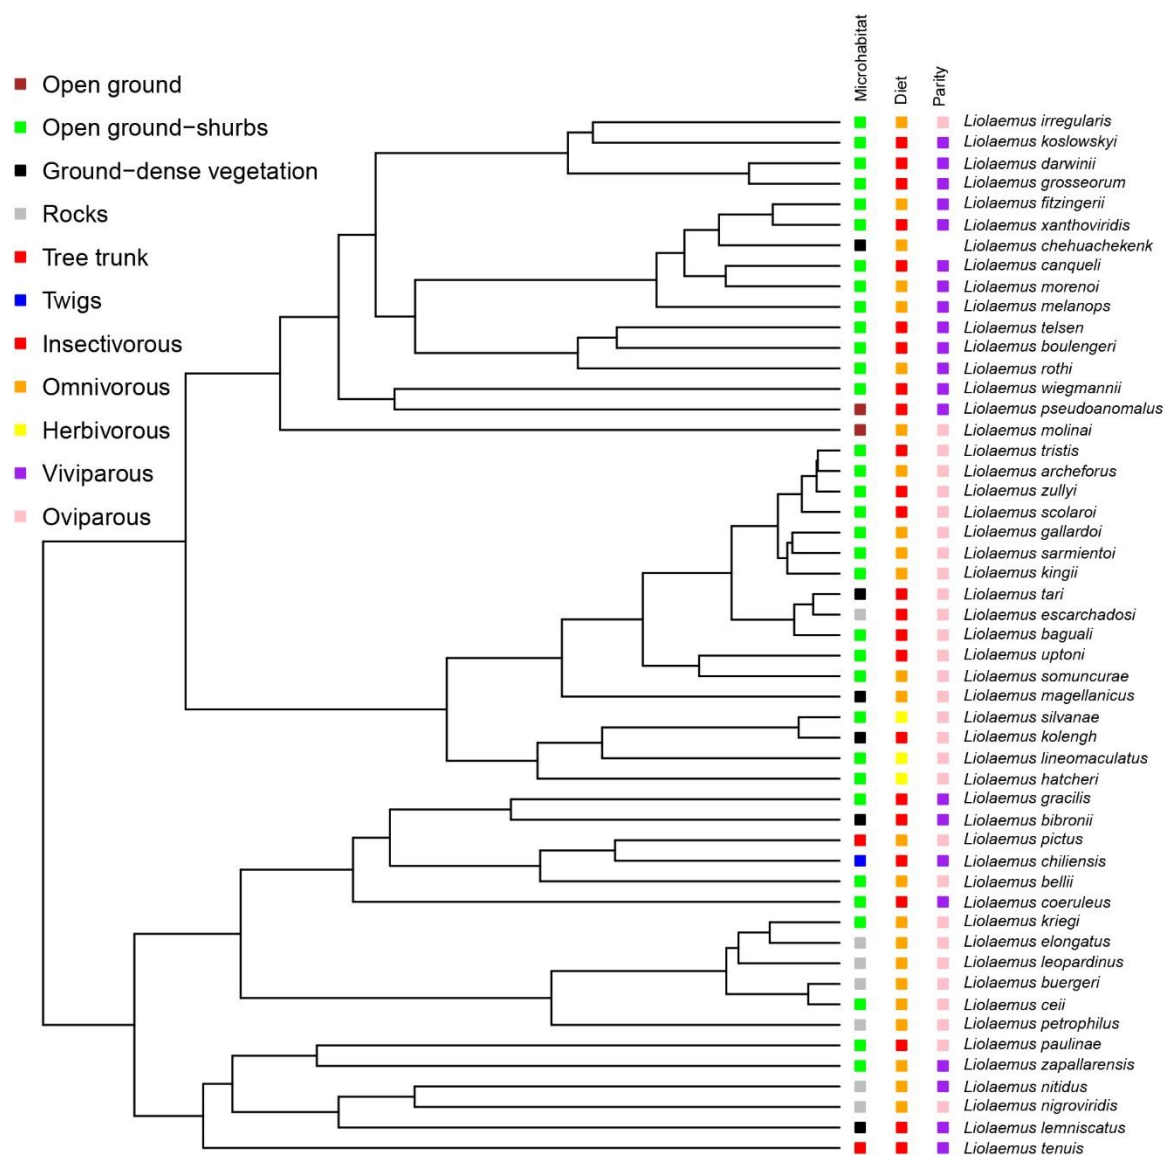 Microhabitat
Diet
Parity
Open ground
Open ground−shurbs
Ground−dense vegetation
Rocks
Tree trunk
Twigs
Insectivorous
Omnivorous
Herbivorous
Viviparous
Oviparous
Liolaemus irregularis
Liolaemus koslowskyi
Liolaemus darwinii
Liolaemus grosseorum
Liolaemus fitzingerii
Liolaemus xanthoviridis
Liolaemus chehuachekenk
Liolaemus canqueli
Liolaemus morenoi
Liolaemus melanops
Liolaemus telsen
Liolaemus boulengeri
Liolaemus rothi
Liolaemus wiegmannii
Liolaemus pseudoanomalus
Liolaemus molinai
Liolaemus tristis
Liolaemus archeforus
Liolaemus zullyi
Liolaemus scolaroi
Liolaemus gallardoi
Liolaemus sarmientoi
Liolaemus kingii
Liolaemus tari
Liolaemus escarchadosi
Liolaemus baguali
Liolaemus uptoni
Liolaemus somuncurae
Liolaemus magellanicus
Liolaemus silvanae
Liolaemus kolengh
Liolaemus lineomaculatus
Liolaemus hatcheri
Liolaemus gracilis
Liolaemus bibronii
Liolaemus pictus
Liolaemus chiliensis
Liolaemus bellii
Liolaemus coeruleus
Liolaemus kriegi
Liolaemus elongatus
Liolaemus leopardinus
Liolaemus buergeri
Liolaemus ceii
Liolaemus petrophilus
Liolaemus paulinae
Liolaemus zapallarensis
Liolaemus nitidus
Liolaemus nigroviridis
Liolaemus lemniscatus
Liolaemus tenuis